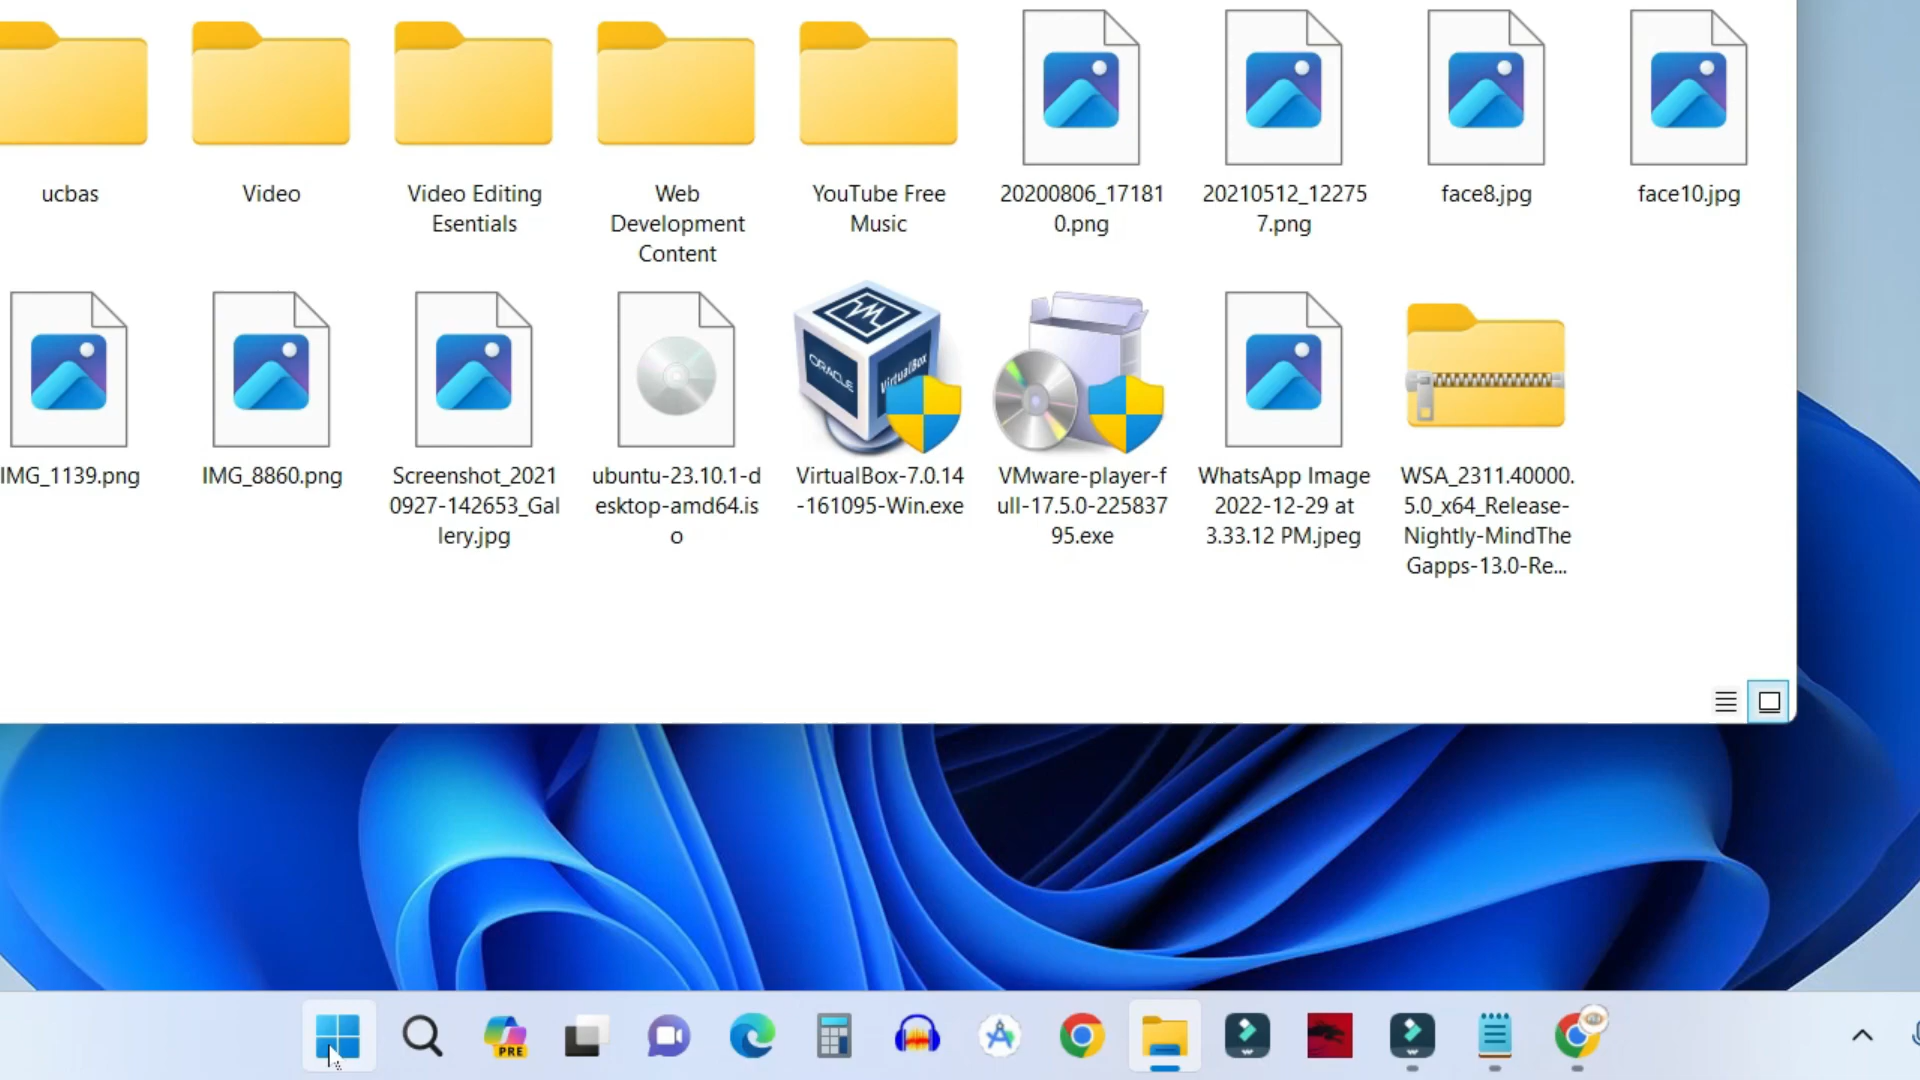 ucbas
Video
Video Editing
Esentials
Web
Development
Content
YouTube Free
Music
20200806_17181
0.png
20210512_12275
7.png
face8.jpg
face10.jpg
IMG_1139.png
IMG_8860.png
Screenshot_2021
0927-142653_Gal
lery.jpg
ubuntu-23.10.1-d
esktop-amd64.is
o
ORACLE
VirtualBox
VirtualBox-7.0.14
-161095-Win.exe
VMware-player-f
ull-17.5.0-225837
95.exe
WhatsApp Image
2022-12-29 at
3.33.12 PM.jpeg
WSA_2311.40000.
5.0_x64_Release-
Nightly-MindThe
Gapps-13.0-Re...
PRE